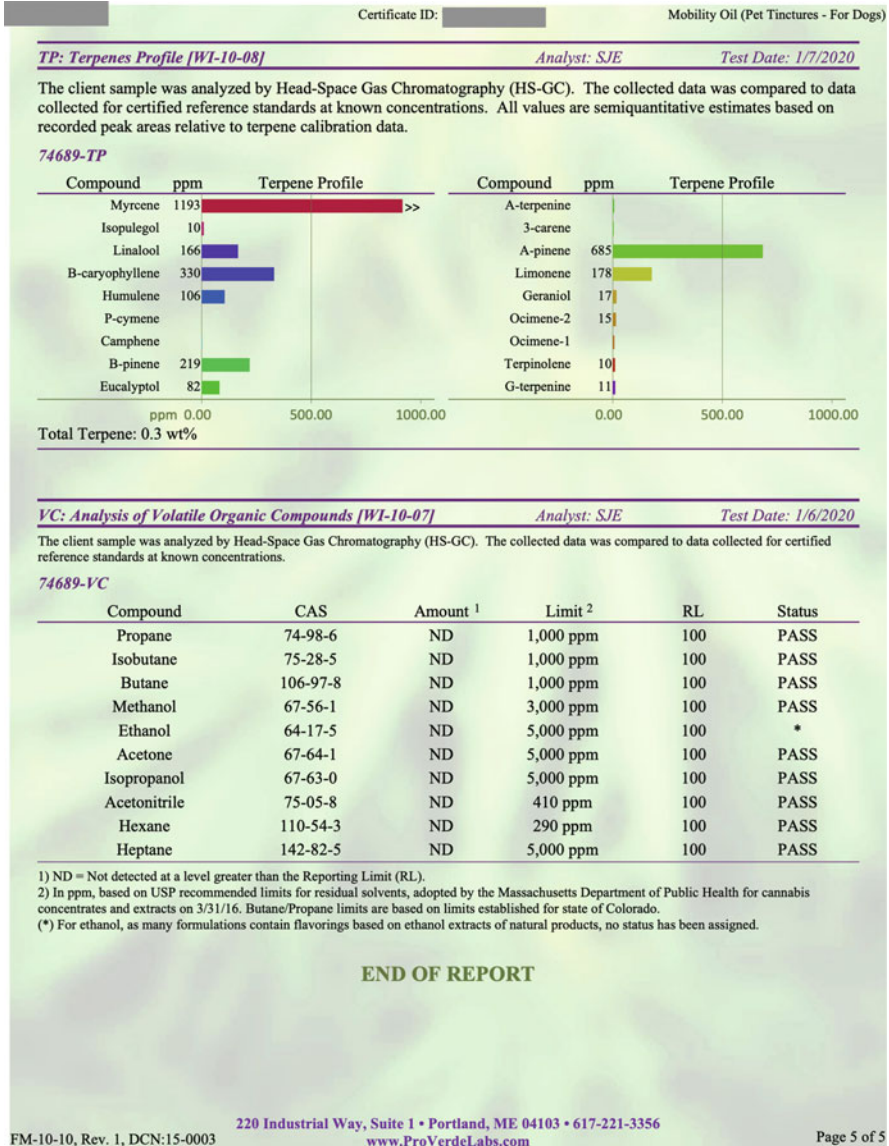 Certificate ID:
Mobility Oil (Pet Tinctures - For Dogs)
TP: Terpenes Profile [WI-10-08] Analyst: SJE Test Date: 1/7/2020
The client sample was analyzed by Head-Space Gas Chromatography (HS-GC). The collected data was compared to data
collected for certified reference standards at known concentrations. All values are semiquantitative estimates based on
recorded peak areas relative to terpene calibration data.
74689-TP
Compound ppm Terpene Profile
Myrcene 1193 >>
Isopulegol 10
Linalool 166
B-caryophyllene 330
Humulene 106
P-cymene
Camphene
B-pinene 219
Eucalyptol 82
ppm 0.00 500.00 1000.00
Compound ppm Terpene Profile
A-terpenine
3-carene
A-pinene 685
Limonene 178
Geraniol 17
Ocimene-2 15
Ocimene-1
Terpinolene 10
G-terpenine 11
0.00 500.00 1000.00
Total Terpene: 0.3 wt%
VC: Analysis of Volatile Organic Compounds [WI-10-07] Analyst: SJE Test Date: 1/6/2020
The client sample was analyzed by Head-Space Gas Chromatography (HS-GC). The collected data was compared to data collected for certified
reference standards at known concentrations.
74689-VC
Compound CAS Amount 1 Limit 2 RL Status
Propane 74-98-6 ND 1,000 ppm 100 PASS
Isobutane 75-28-5 ND 1,000 ppm 100 PASS
Butane 106-97-8 ND 1,000 ppm 100 PASS
Methanol 67-56-1 ND 3,000 ppm 100 PASS
Ethanol 64-17-5 ND 5,000 ppm 100 *
Acetone 67-64-1 ND 5,000 ppm 100 PASS
Isopropanol 67-63-0 ND 5,000 ppm 100 PASS
Acetonitrile 75-05-8 ND 410 ppm 100 PASS
Hexane 110-54-3 ND 290 ppm 100 PASS
Heptane 142-82-5 ND 5,000 ppm 100 PASS
1) ND = Not detected at a level greater than the Reporting Limit (RL).
2) In ppm, based on USP recommended limits for residual solvents, adopted by the Massachusetts Department of Public Health for cannabis
concentrates and extracts on 3/31/16. Butane/Propane limits are based on limits established for state of Colorado.
(*) For ethanol, as many formulations contain flavorings based on ethanol extracts of natural products, no status has been assigned.
END OF REPORT
220 Industrial Way, Suite 1 • Portland, ME 04103 • 617-221-3356
FM-10-10, Rev. 1, DCN:15-0003 www.ProVerdeLabs.com Page 5 of 5